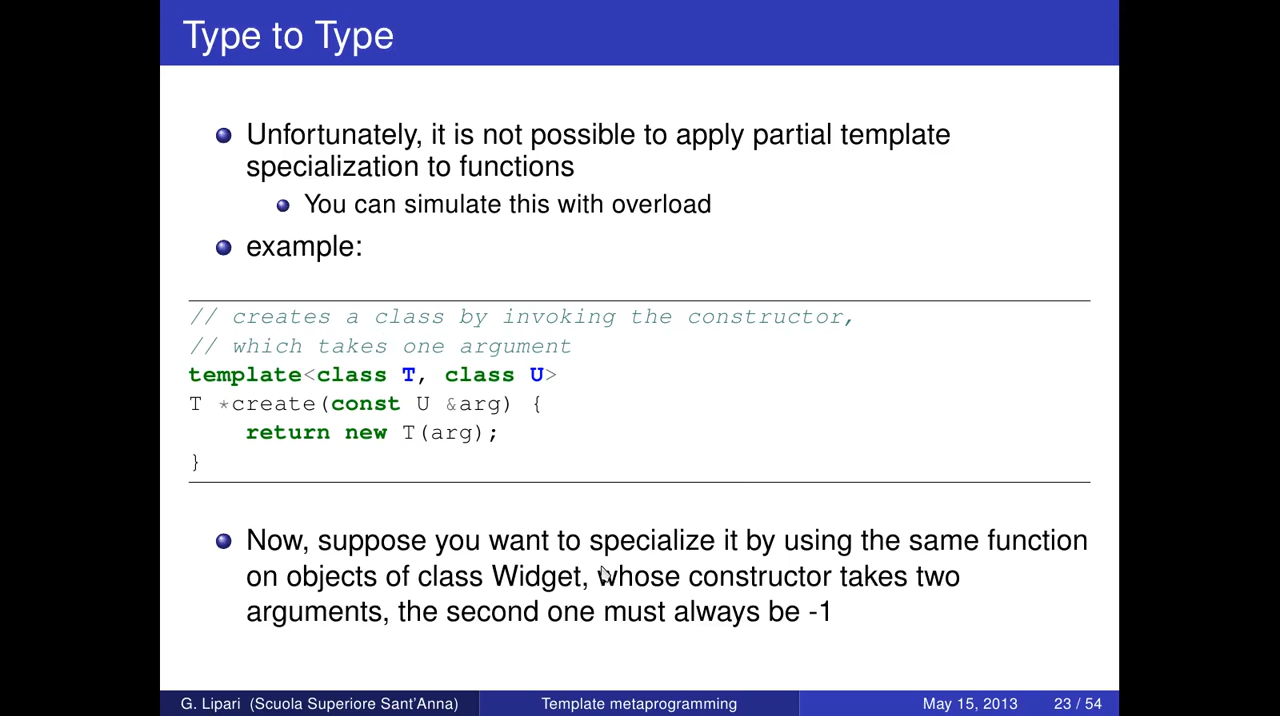 Type to Type
Unfortunately, it is not possible to apply partial template
specialization to functions
You can simulate this with overload
example:
// creates a class by invoking the constructor,
// which takes one argument
template<class T, class U>
T *create(const U &arg) {
    return new T(arg);
}
Now, suppose you want to specialize it by using the same function
on objects of class Widget, whose constructor takes two
arguments, the second one must always be -1
G. Lipari (Scuola Superiore Sant'Anna) Template metaprogramming May 15, 2013 23 / 54